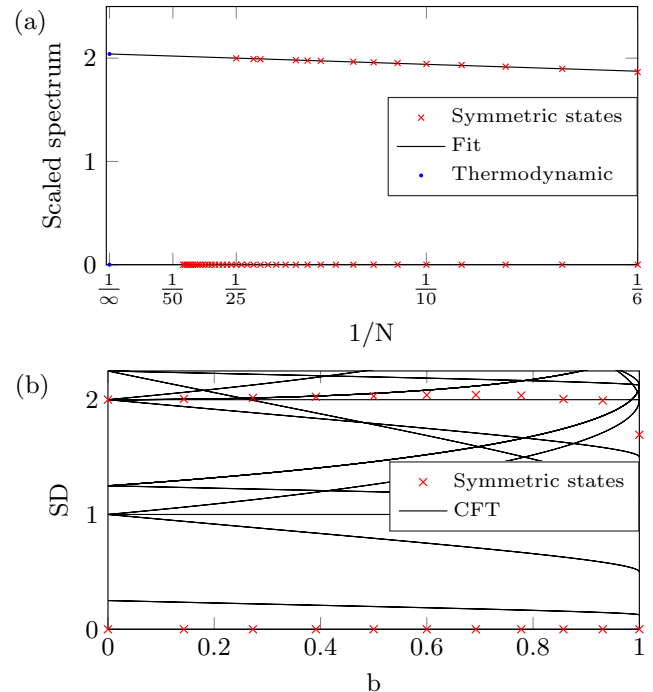 (a)
Scaled spectrum
2
1
0
Symmetric states
Fit
Thermodynamic
1/∞ 1/50 1/25 1/10 1/6
1/N
(b)
SD
2
1
0
Symmetric states
CFT
0 0.2 0.4 0.6 0.8 1
b